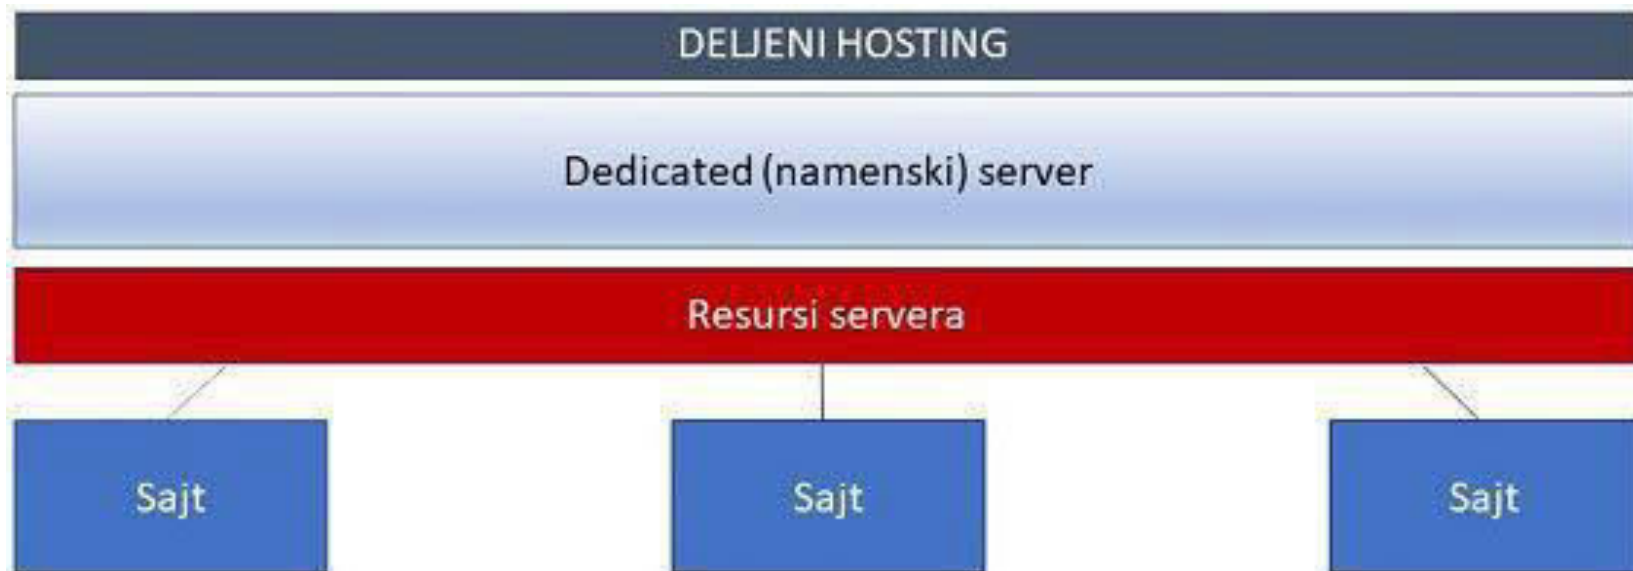 DELJENI HOSTING
Dedicated (namenski) server
Resursi servera
Sajt
Sajt
Sajt